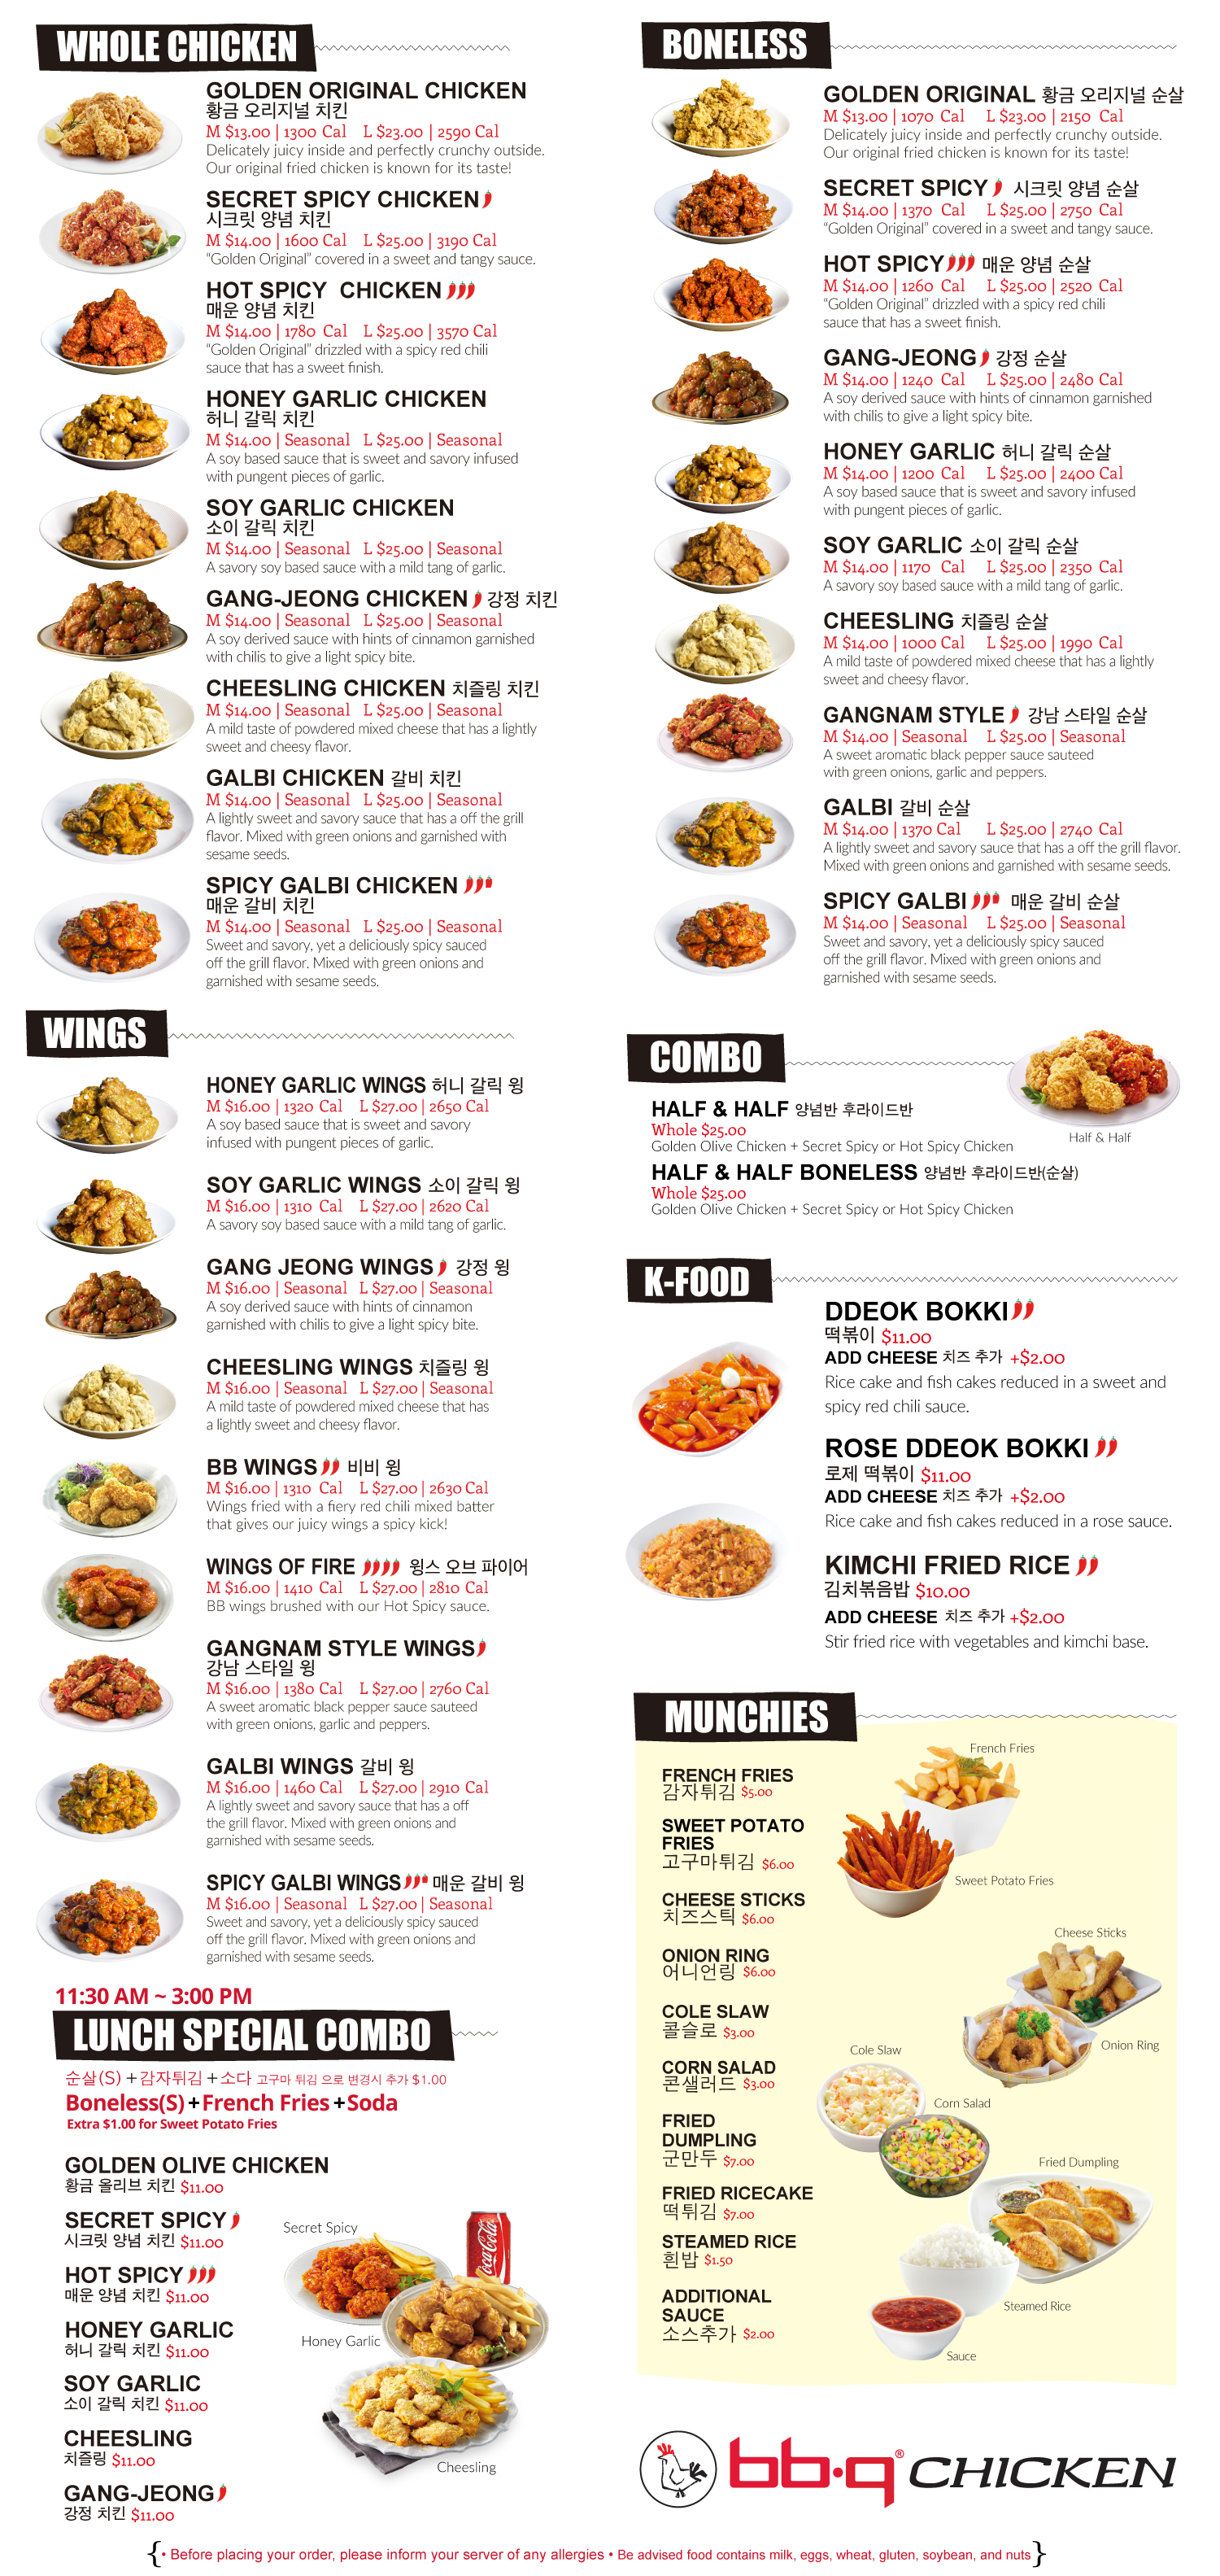 WHOLE CHICKEN
GOLDEN ORIGINAL CHICKEN
황금 오리지널 치킨
M $13.00 | 1300 Cal L $23.00 | 2590 Cal
Delicately juicy inside and perfectly crunchy outside.
Our original fried chicken is known for its taste!
SECRET SPICY CHICKEN
시크릿 양념 치킨
M $14.00 | 1600 Cal L $25.00 | 3190 Cal
“Golden Original” covered in a sweet and tangy sauce.
HOT SPICY CHICKEN
매운 양념 치킨
M $14.00 | 1780 Cal L $25.00 | 3570 Cal
“Golden Original” drizzled with a spicy red chili
sauce that has a sweet finish.
HONEY GARLIC CHICKEN
허니 갈릭 치킨
M $14.00 | Seasonal L $25.00 | Seasonal
A soy based sauce that is sweet and savory infused
with pungent pieces of garlic.
SOY GARLIC CHICKEN
소이 갈릭 치킨
M $14.00 | Seasonal L $25.00 | Seasonal
A savory soy based sauce with a mild tang of garlic.
GANG-JEONG CHICKEN 강정 치킨
M $14.00 | Seasonal L $25.00 | Seasonal
A soy derived sauce with hints of cinnamon garnished
with chilis to give a light spicy bite.
CHEESLING CHICKEN 치즐링 치킨
M $14.00 | Seasonal L $25.00 | Seasonal
A mild taste of powdered mixed cheese that has a lightly
sweet and cheesy flavor.
GALBI CHICKEN 갈비 치킨
M $14.00 | Seasonal L $25.00 | Seasonal
A lightly sweet and savory sauce that has a off the grill
flavor. Mixed with green onions and garnished with
sesame seeds.
SPICY GALBI CHICKEN
매운 갈비 치킨
M $14.00 | Seasonal L $25.00 | Seasonal
Sweet and savory, yet a deliciously spicy sauced
off the grill flavor. Mixed with green onions and
garnished with sesame seeds.
WINGS
HONEY GARLIC WINGS 허니 갈릭 윙
M $16.00 | 1320 Cal L $27.00 | 2650 Cal
A soy based sauce that is sweet and savory
infused with pungent pieces of garlic.
SOY GARLIC WINGS 소이 갈릭 윙
M $16.00 | 1310 Cal L $27.00 | 2620 Cal
A savory soy based sauce with a mild tang of garlic.
GANG JEONG WINGS 강정 윙
M $16.00 | Seasonal L $27.00 | Seasonal
A soy derived sauce with hints of cinnamon
garnished with chilis to give a light spicy bite.
CHEESLING WINGS 치즐링 윙
M $16.00 | Seasonal L $27.00 | Seasonal
A mild taste of powdered mixed cheese that has
a lightly sweet and cheesy flavor.
BB WINGS 비비 윙
M $16.00 | 1310 Cal L $27.00 | 2630 Cal
Wings fried with a fiery red chili mixed batter
that gives our juicy wings a spicy kick!
WINGS OF FIRE 윙스 오브 파이어
M $16.00 | 1410 Cal L $27.00 | 2810 Cal
BB wings brushed with our Hot Spicy sauce.
GANGNAM STYLE WINGS
강남 스타일 윙
M $16.00 | 1380 Cal L $27.00 | 2760 Cal
A sweet aromatic black pepper sauce sauteed
with green onions, garlic and peppers.
GALBI WINGS 갈비 윙
M $16.00 | 1460 Cal L $27.00 | 2910 Cal
A lightly sweet and savory sauce that has a off
the grill flavor. Mixed with green onions and
garnished with sesame seeds.
SPICY GALBI WINGS 매운 갈비 윙
M $16.00 | Seasonal L $27.00 | Seasonal
Sweet and savory, yet a deliciously spicy sauced
off the grill flavor. Mixed with green onions and
garnished with sesame seeds.
11:30 AM ~ 3:00 PM
LUNCH SPECIAL COMBO
순살(S) +감자튀김 +소다 고구마 튀김 으로 변경시 추가 $1.00
Boneless(S)+French Fries+Soda
Extra $1.00 for Sweet Potato Fries
GOLDEN OLIVE CHICKEN
황금 올리브 치킨 $11.00
SECRET SPICY
시크릿 양념 치킨 $11.00
HOT SPICY
매운 양념 치킨 $11.00
HONEY GARLIC
허니 갈릭 치킨 $11.00
SOY GARLIC
소이 갈릭 치킨 $11.00
CHEESLING
치즐링 $11.00
GANG-JEONG
강정 치킨 $11.00
Secret Spicy
Coca-Cola
Honey Garlic
Cheesling
BONELESS
GOLDEN ORIGINAL 황금 오리지널 순살
M $13.00 | 1070 Cal L $23.00 | 2150 Cal
Delicately juicy inside and perfectly crunchy outside.
Our original fried chicken is known for its taste!
SECRET SPICY 시크릿 양념 순살
M $14.00 | 1370 Cal L $25.00 | 2750 Cal
“Golden Original” covered in a sweet and tangy sauce.
HOT SPICY 매운 양념 순살
M $14.00 | 1260 Cal L $25.00 | 2520 Cal
“Golden Original” drizzled with a spicy red chili
sauce that has a sweet finish.
GANG-JEONG 강정 순살
M $14.00 | 1240 Cal L $25.00 | 2480 Cal
A soy derived sauce with hints of cinnamon garnished
with chilis to give a light spicy bite.
HONEY GARLIC 허니 갈릭 순살
M $14.00 | 1200 Cal L $25.00 | 2400 Cal
A soy based sauce that is sweet and savory infused
with pungent pieces of garlic.
SOY GARLIC 소이 갈릭 순살
M $14.00 | 1170 Cal L $25.00 | 2350 Cal
A savory soy based sauce with a mild tang of garlic.
CHEESLING 치즐링 순살
M $14.00 | 1000 Cal L $25.00 | 1990 Cal
A mild taste of powdered mixed cheese that has a lightly
sweet and cheesy flavor.
GANGNAM STYLE 강남 스타일 순살
M $14.00 | Seasonal L $25.00 | Seasonal
A sweet aromatic black pepper sauce sauteed
with green onions, garlic and peppers.
GALBI 갈비 순살
M $14.00 | 1370 Cal L $25.00 | 2740 Cal
A lightly sweet and savory sauce that has a off the grill flavor.
Mixed with green onions and garnished with sesame seeds.
SPICY GALBI 매운 갈비 순살
M $14.00 | Seasonal L $25.00 | Seasonal
Sweet and savory, yet a deliciously spicy sauced
off the grill flavor. Mixed with green onions and
garnished with sesame seeds.
COMBO
HALF & HALF 양념반 후라이드반
Whole $25.00
Golden Olive Chicken + Secret Spicy or Hot Spicy Chicken
Half & Half
HALF & HALF BONELESS 양념반 후라이드반(순살)
Whole $25.00
Golden Olive Chicken + Secret Spicy or Hot Spicy Chicken
K-FOOD
DDEOK BOKKI
떡볶이 $11.00
ADD CHEESE 치즈 추가 +$2.00
Rice cake and fish cakes reduced in a sweet and
spicy red chili sauce.
ROSE DDEOK BOKKI
로제 떡볶이 $11.00
ADD CHEESE 치즈 추가 +$2.00
Rice cake and fish cakes reduced in a rose sauce.
KIMCHI FRIED RICE
김치볶음밥 $10.00
ADD CHEESE 치즈 추가 +$2.00
Stir fried rice with vegetables and kimchi base.
MUNCHIES
FRENCH FRIES
감자튀김 $5.00
SWEET POTATO
FRIES
고구마튀김 $6.00
CHEESE STICKS
치즈스틱 $6.00
ONION RING
어니언링 $6.00
COLE SLAW
콜슬로 $3.00
CORN SALAD
콘샐러드 $3.00
FRIED
DUMPLING
군만두 $7.00
FRIED RICECAKE
떡튀김 $7.00
STEAMED RICE
흰밥 $1.50
ADDITIONAL
SAUCE
소스추가 $2.00
French Fries
Sweet Potato Fries
Cheese Sticks
Onion Ring
Cole Slaw
Corn Salad
Fried Dumpling
Steamed Rice
Sauce
bb.q® CHICKEN
{• Before placing your order, please inform your server of any allergies • Be advised food contains milk, eggs, wheat, gluten, soybean, and nuts}